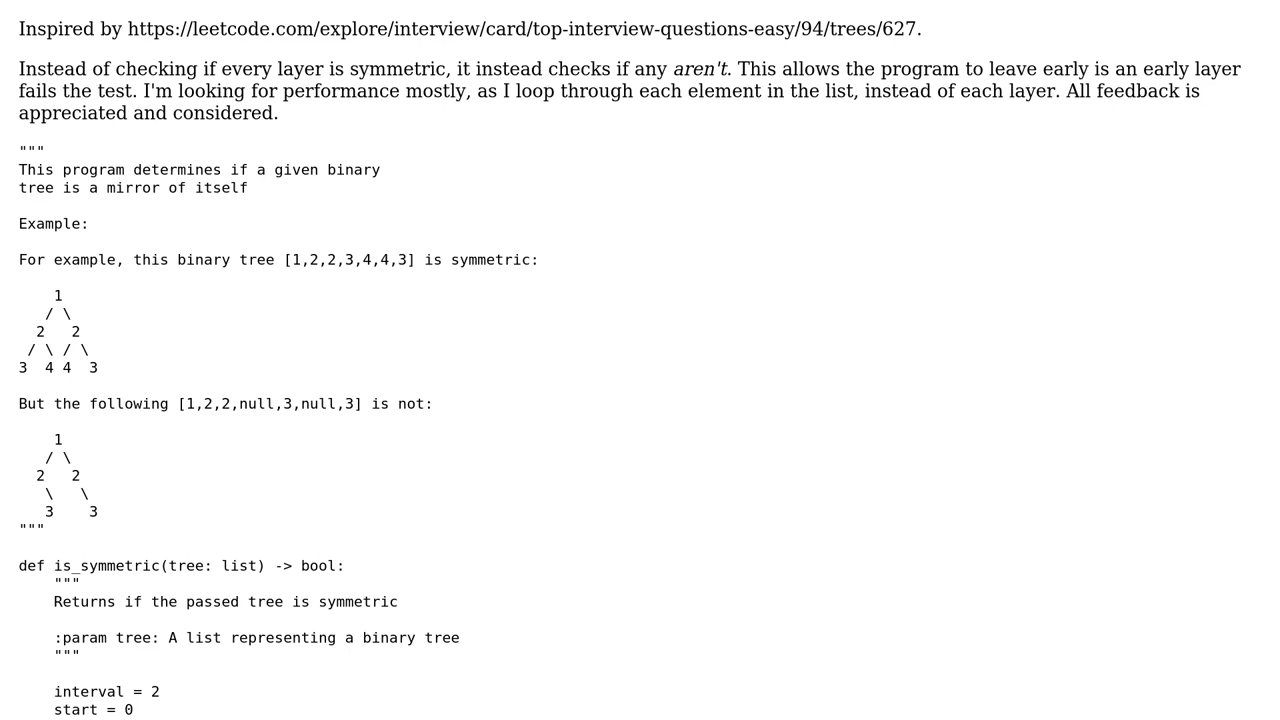 Inspired by https://leetcode.com/explore/interview/card/top-interview-questions-easy/94/trees/627.
Instead of checking if every layer is symmetric, it instead checks if any aren't. This allows the program to leave early is an early layer
fails the test. I'm looking for performance mostly, as I loop through each element in the list, instead of each layer. All feedback is
appreciated and considered.
"""
This program determines if a given binary
tree is a mirror of itself
Example:
For example, this binary tree [1,2,2,3,4,4,3] is symmetric:
    1
   / \
  2   2
 / \ / \
3  4 4  3
But the following [1,2,2,null,3,null,3] is not:
    1
   / \
  2   2
   \   \
   3    3
"""
def is_symmetric(tree: list) -> bool:
    """
    Returns if the passed tree is symmetric
    :param tree: A list representing a binary tree
    """
    interval = 2
    start = 0